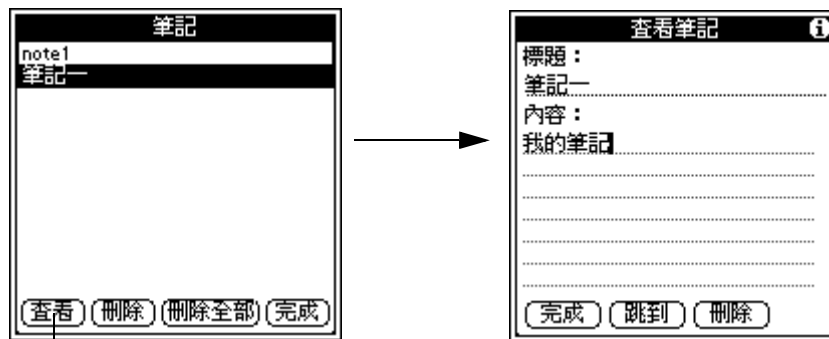 筆記
note1
筆記一
查看 刪除 刪除全部 完成
查看筆記
標題：
筆記一
內容：
我的筆記
完成 跳到 刪除